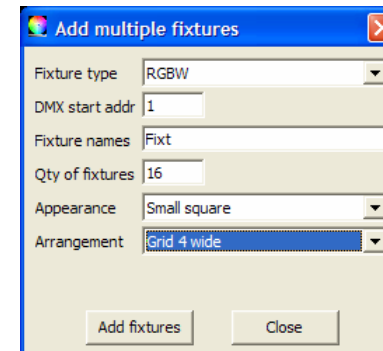 Add multiple fixtures
Fixture type RGBW
DMX start addr 1
Fixture names Fixt
Qty of fixtures 16
Appearance Small square
Arrangement Grid 4 wide
Add fixtures Close